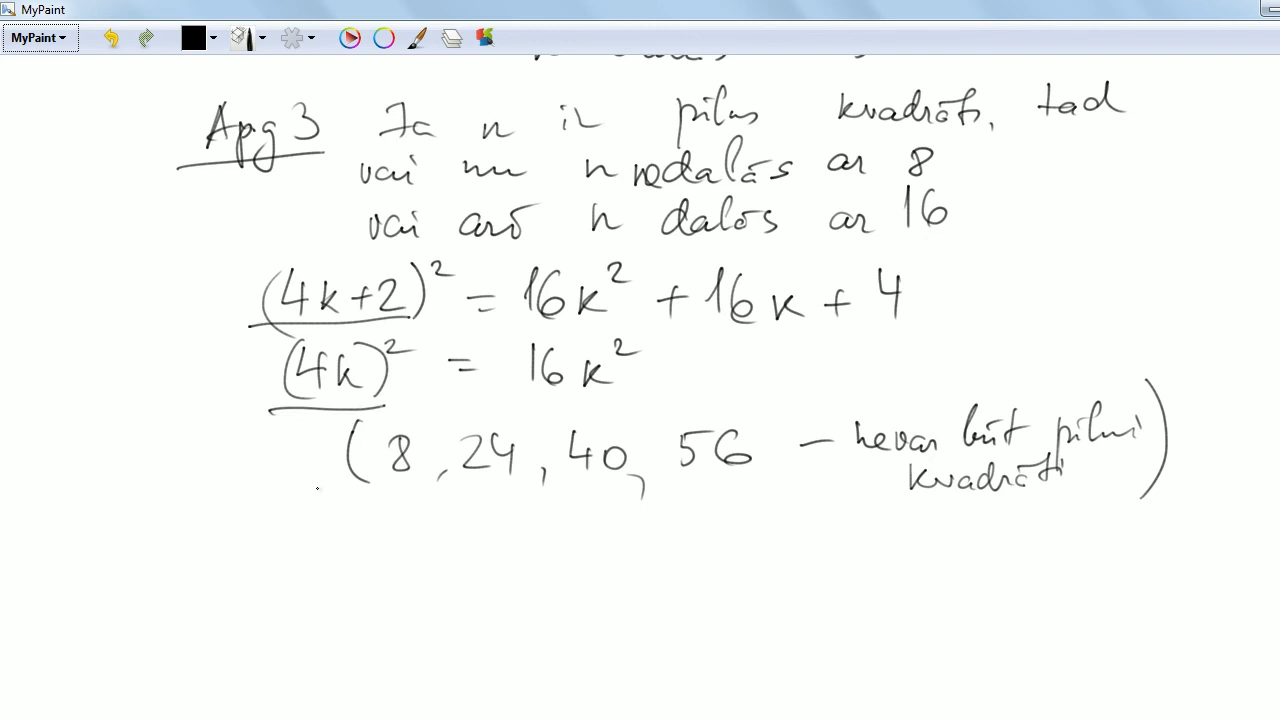 MyPaint
MyPaint
Apg 3 Ja n ir pilns kvadrāts, tad
vai nu n nedalās ar 8
vai arī n dalās ar 16
(4k+2)² = 16k² + 16k + 4
(4k)² = 16k²
(8, 24, 40, 56 – nevar būt pilni
kvadrāti)